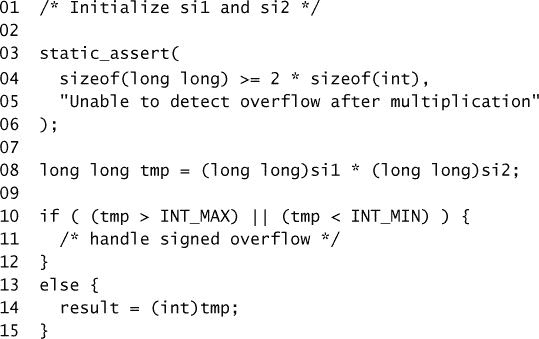 01 /* Initialize si1 and si2 */
02
03 static_assert(
04   sizeof(long long) >= 2 * sizeof(int),
05   "Unable to detect overflow after multiplication"
06 );
07
08 long long tmp = (long long)si1 * (long long)si2;
09
10 if ( (tmp > INT_MAX) || (tmp < INT_MIN) ) {
11   /* handle signed overflow */
12 }
13 else {
14   result = (int)tmp;
15 }